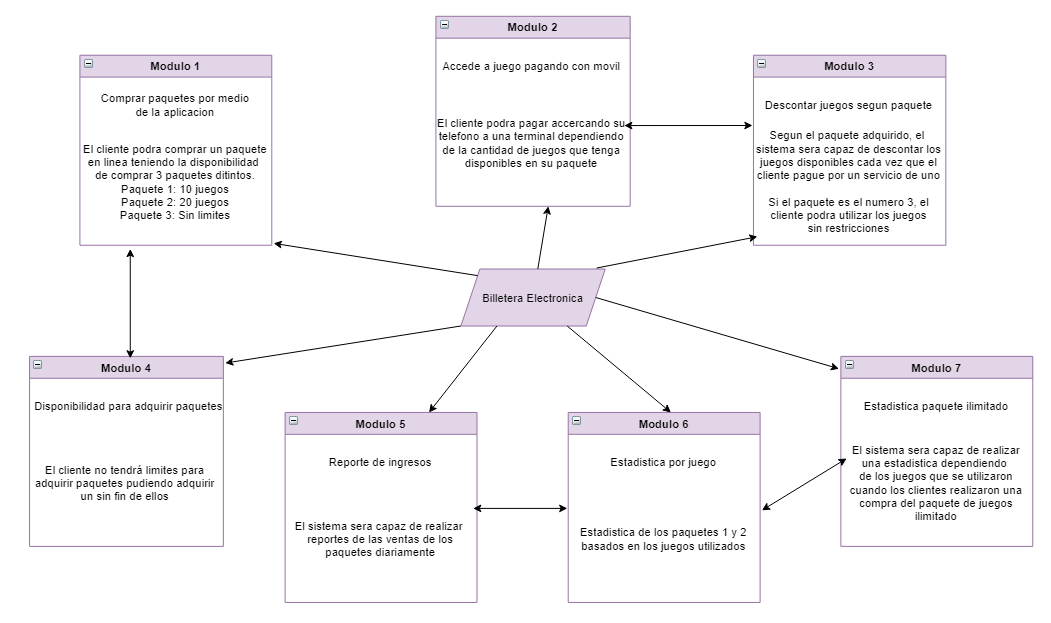 Modulo 1
Comprar paquetes por medio
de la aplicacion
El cliente podra comprar un paquete
en linea teniendo la disponibilidad
de comprar 3 paquetes ditintos.
Paquete 1: 10 juegos
Paquete 2: 20 juegos
Paquete 3: Sin limites
Modulo 2
Accede a juego pagando con movil
El cliente podra pagar accercando su
telefono a una terminal dependiendo
de la cantidad de juegos que tenga
disponibles en su paquete
Modulo 3
Descontar juegos segun paquete
Segun el paquete adquirido, el
sistema sera capaz de descontar los
juegos disponibles cada vez que el
cliente pague por un servicio de uno
Si el paquete es el numero 3, el
cliente podra utilizar los juegos
sin restricciones
Billetera Electronica
Modulo 4
Disponibilidad para adquirir paquetes
El cliente no tendrá limites para
adquirir paquetes pudiendo adquirir
un sin fin de ellos
Modulo 5
Reporte de ingresos
El sistema sera capaz de realizar
reportes de las ventas de los
paquetes diariamente
Modulo 6
Estadistica por juego
Estadistica de los paquetes 1 y 2
basados en los juegos utilizados
Modulo 7
Estadistica paquete ilimitado
El sistema sera capaz de realizar
una estadistica dependiendo
de los juegos que se utilizaron
cuando los clientes realizaron una
compra del paquete de juegos
ilimitado